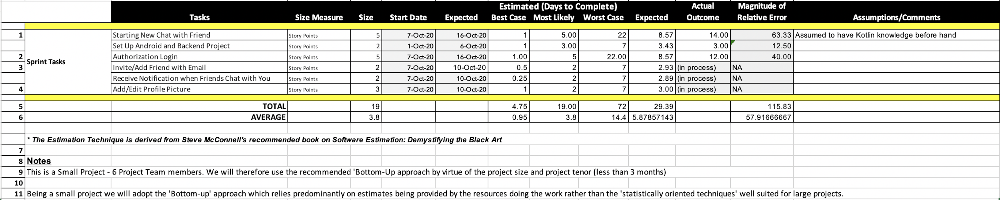 Estimated (Days to Complete) Actual Magnitude of
Tasks Size Measure Size Start Date Expected Best Case Most Likely Worst Case Expected Outcome Relative Error Assumptions/Comments
1 Starting New Chat with Friend Story Points 5 7-Oct-20 16-Oct-20 1 5.00 22 8.57 14.00 63.33 Assumed to have Kotlin knowledge before hand
Set Up Android and Backend Project Story Points 2 1-Oct-20 6-Oct-20 1 3.00 7 3.43 3.00 12.50
2 Authorization Login Story Points 5 7-Oct-20 16-Oct-20 1.00 5 22.00 8.57 12.00 40.00
Sprint Tasks
3 Invite/Add Friend with Email Story Points 2 7-Oct-20 10-Oct-20 0.5 2 7 2.93 (in process) NA
Receive Notification when Friends Chat with You Story Points 2 7-Oct-20 10-Oct-20 0.25 2 7 2.89 (in process) NA
4 Add/Edit Profile Picture Story Points 3 7-Oct-20 10-Oct-20 1 2 7 3.00 (in process) NA
5 TOTAL 19 4.75 19.00 72 29.39 115.83
6 AVERAGE 3.8 0.95 3.8 14.4 5.87857143 57.91666667
* The Estimation Technique is derived from Steve McConnell's recommended book on Software Estimation: Demystifying the Black Art
7
8 Notes
9 This is a Small Project - 6 Project Team members. We will therefore use the recommended 'Bottom-Up approach by virtue of the project size and project tenor (less than 3 months)
10
11 Being a small project we will adopt the 'Bottom-up' approach which relies predominantly on estimates being provided by the resources doing the work rather than the 'statistically oriented techniques' well suited for large projects.